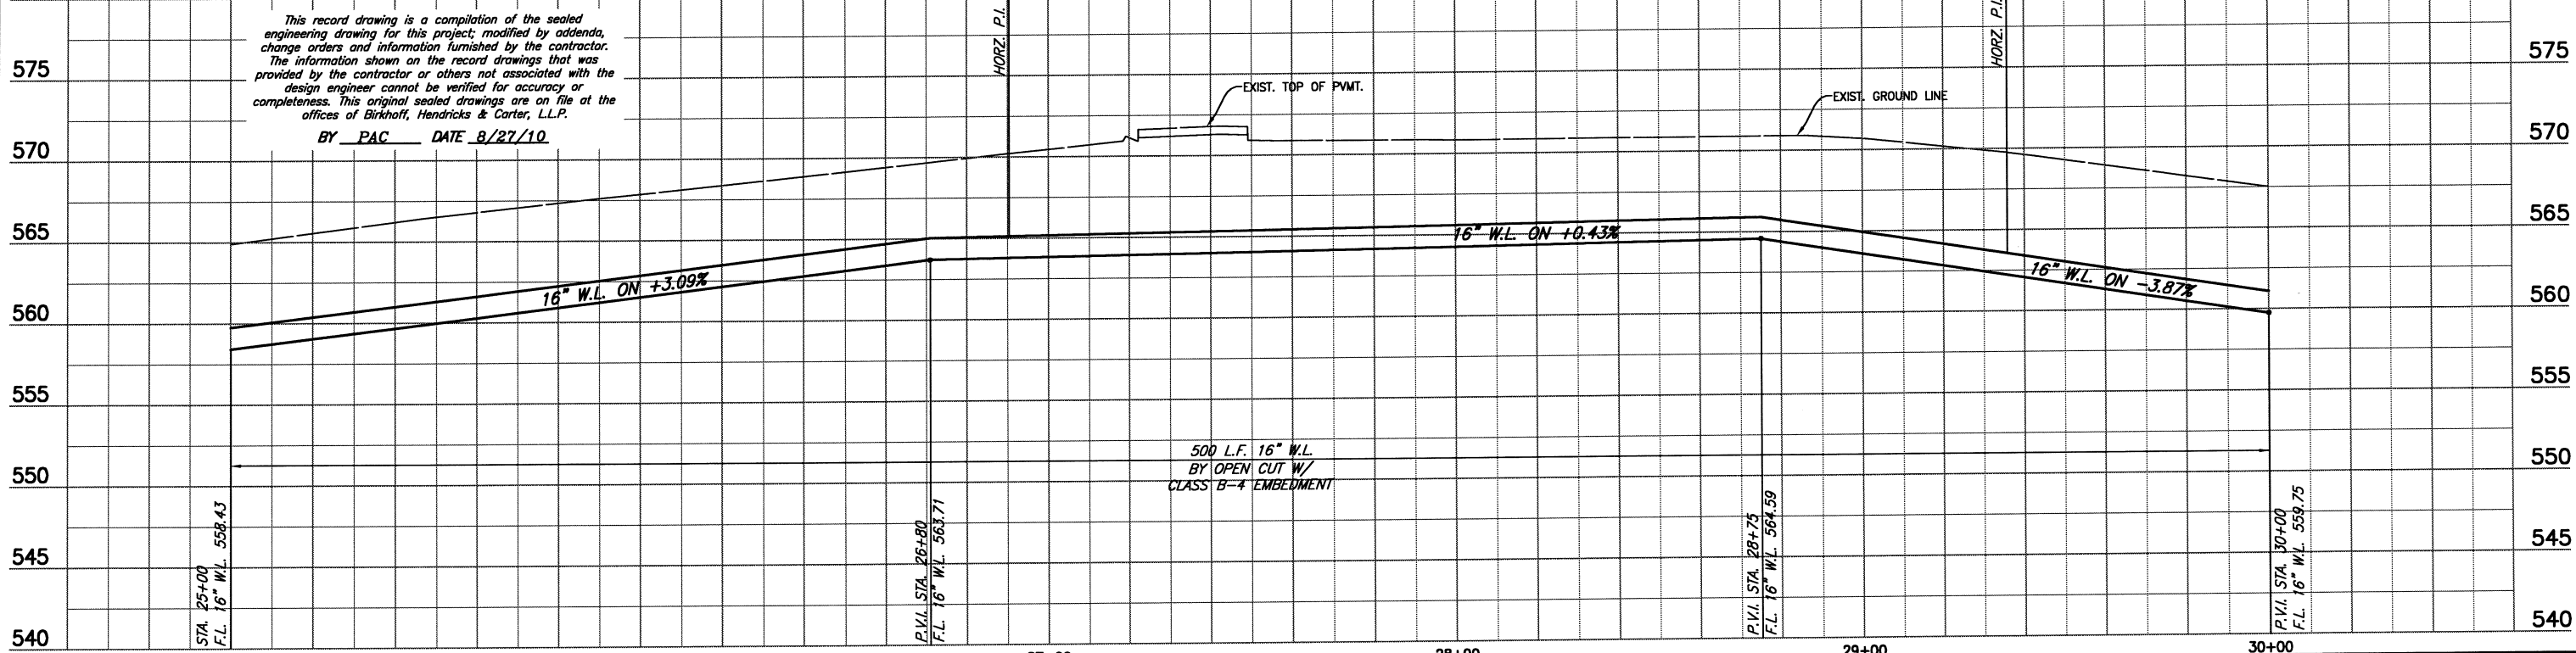 This record drawing is a compilation of the sealed
engineering drawing for this project; modified by addenda,
change orders and information furnished by the contractor.
The information shown on the record drawings that was
provided by the contractor or others not associated with the
design engineer cannot be verified for accuracy or
completeness. This original sealed drawings are on file at the
offices of Birkhoff, Hendricks & Carter, L.L.P.
BY PAC DATE 8/27/10
HORZ. P.I.
HORZ. P.I.
575
575
EXIST. TOP OF PVMT.
EXIST. GROUND LINE
570
570
565
565
16" W.L. ON +3.09%
16" W.L. ON +0.43%
16" W.L. ON -3.87%
560
560
555
555
500 L.F. 16" W.L.
BY OPEN CUT W/
CLASS B-4 EMBEDMENT
550
550
545
545
540
540
STA. 25+00
F.L. 16" W.L. 558.43
P.V.I. STA. 26+80
F.L. 16" W.L. 563.71
P.V.I. STA. 28+75
F.L. 16" W.L. 564.59
P.V.I. STA. 30+00
F.L. 16" W.L. 559.75
28+00
29+00
30+00